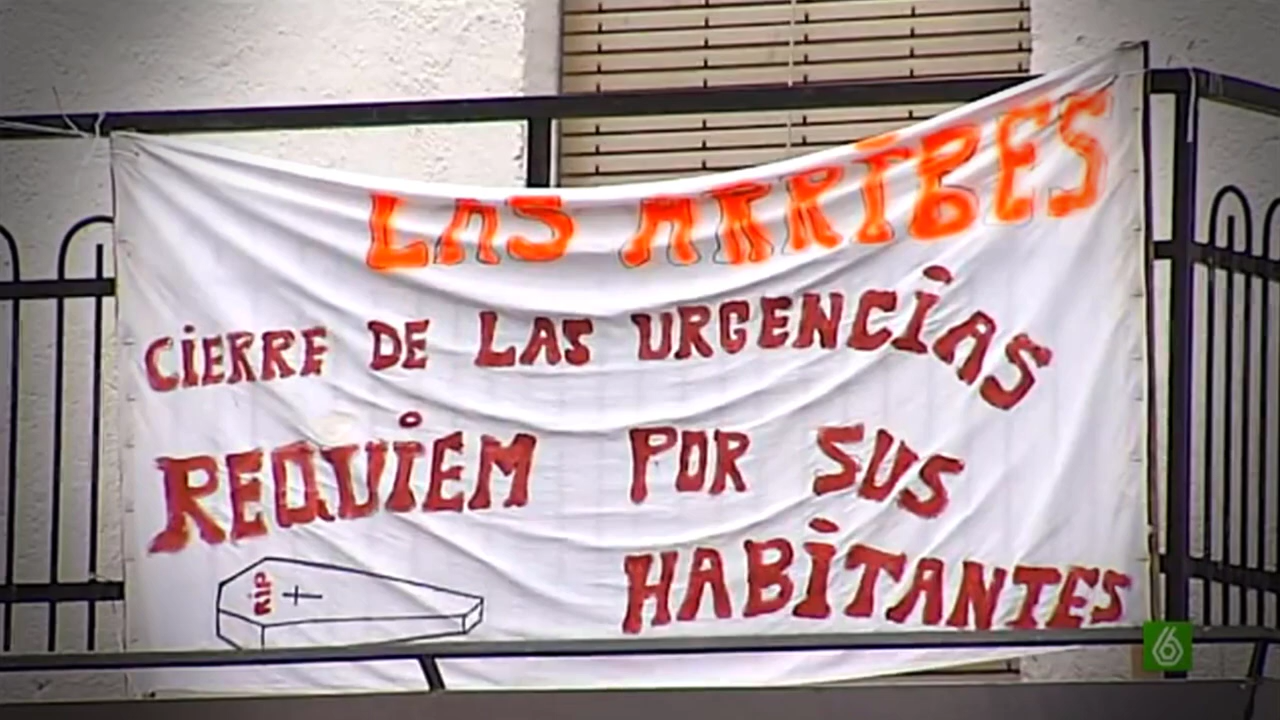 LAS ARRIBES
CIERRE DE LAS URGENCIAS
REQUIEM POR SUS
HABITANTES
RIP
6